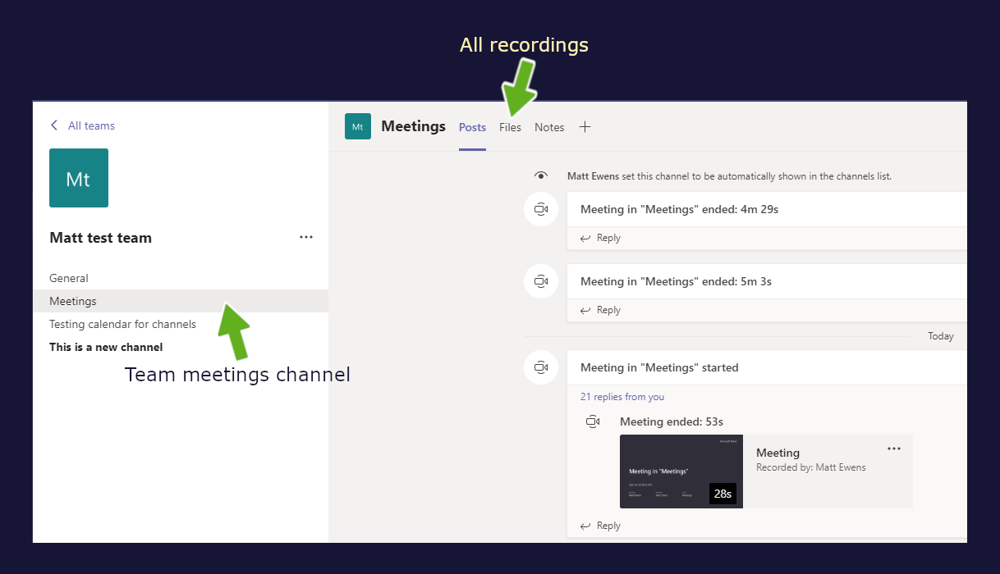 All recordings
All teams
Mt
Matt test team
General
Meetings
Testing calendar for channels
This is a new channel
Team meetings channel
Mt Meetings Posts Files Notes
Matt Ewens set this channel to be automatically shown in the channels list.
Meeting in "Meetings" ended: 4m 29s
Reply
Meeting in "Meetings" ended: 5m 3s
Reply
Today
Meeting in "Meetings" started
21 replies from you
Meeting ended: 53s
Meeting in "Meetings"
28s
Meeting
Recorded by: Matt Ewens
Reply